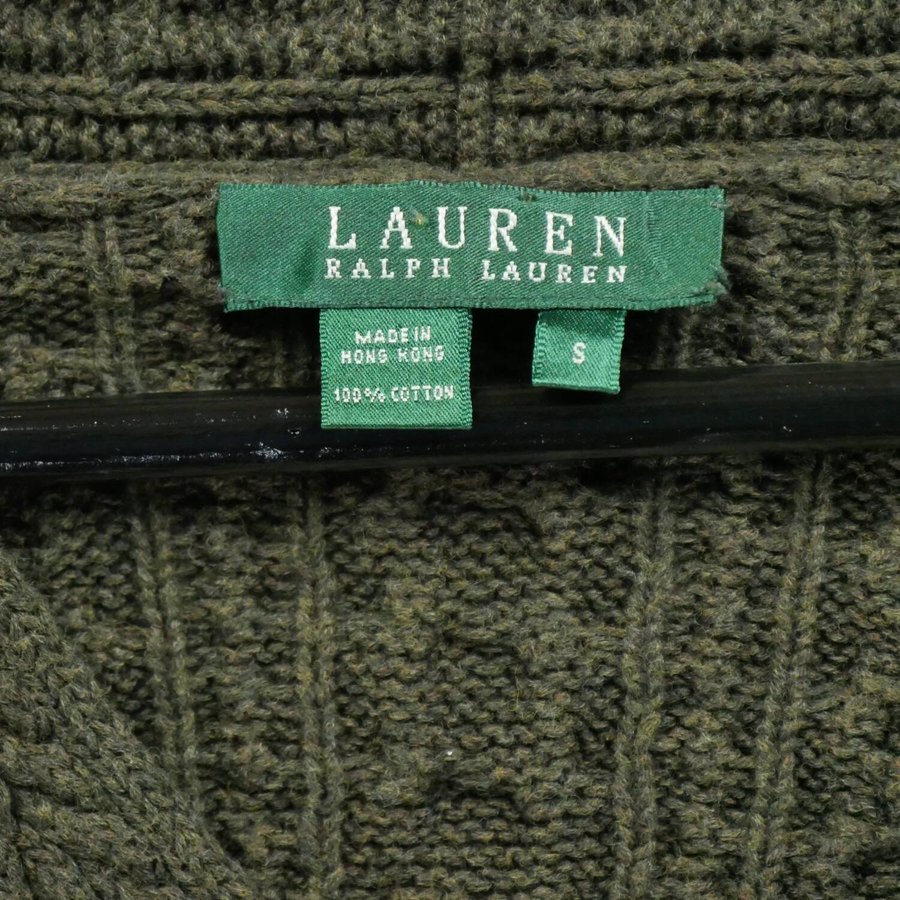 LAUREN
RALPH LAUREN
MADE IN
HONG KONG
100% COTTON
S